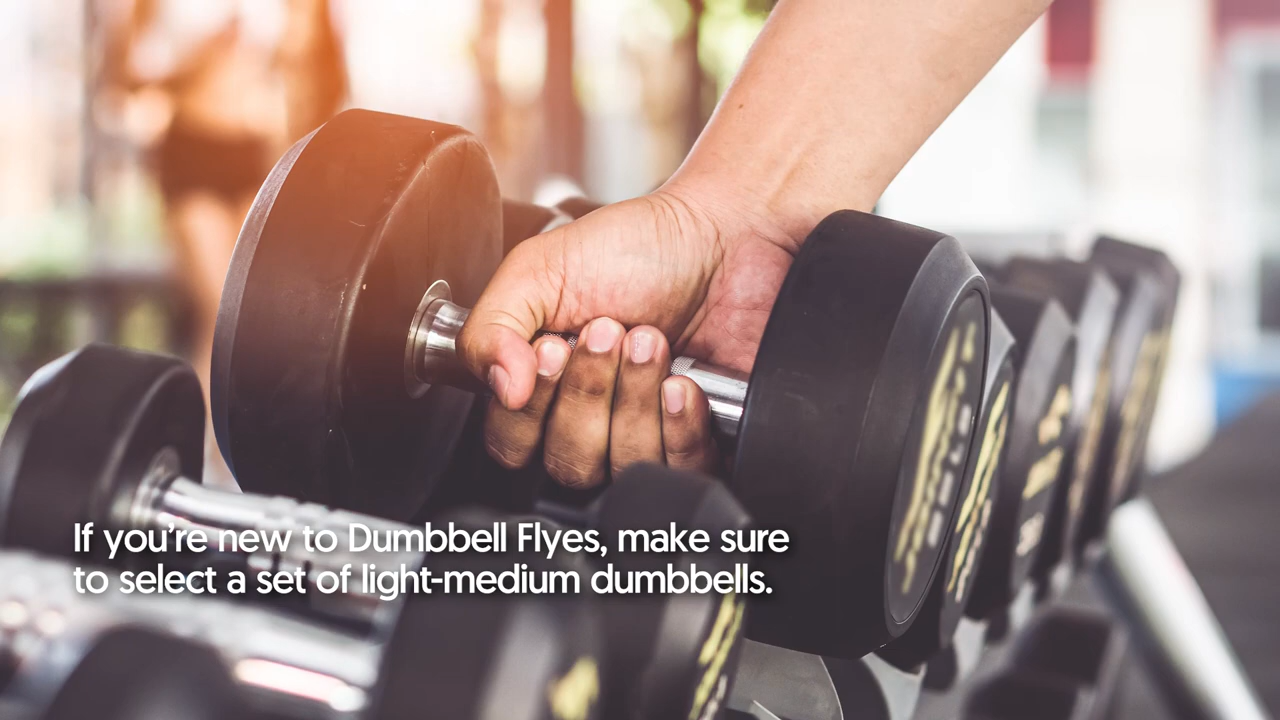 If you’re new to Dumbbell Flyes, make sure
to select a set of light-medium dumbbells.